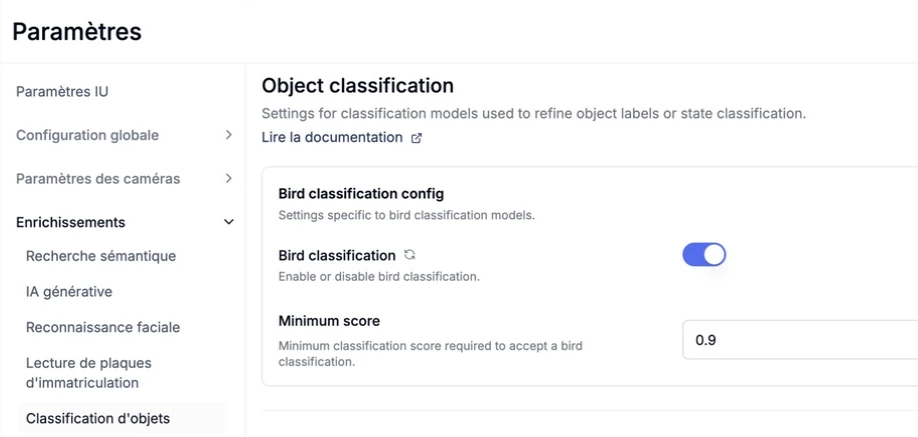 Paramètres
Paramètres IU
Configuration globale
Paramètres des caméras
Enrichissements
Recherche sémantique
IA générative
Reconnaissance faciale
Lecture de plaques
d'immatriculation
Classification d'objets
Object classification
Settings for classification models used to refine object labels or state classification.
Lire la documentation
Bird classification config
Settings specific to bird classification models.
Bird classification
Enable or disable bird classification.
Minimum score
Minimum classification score required to accept a bird
classification.
0.9